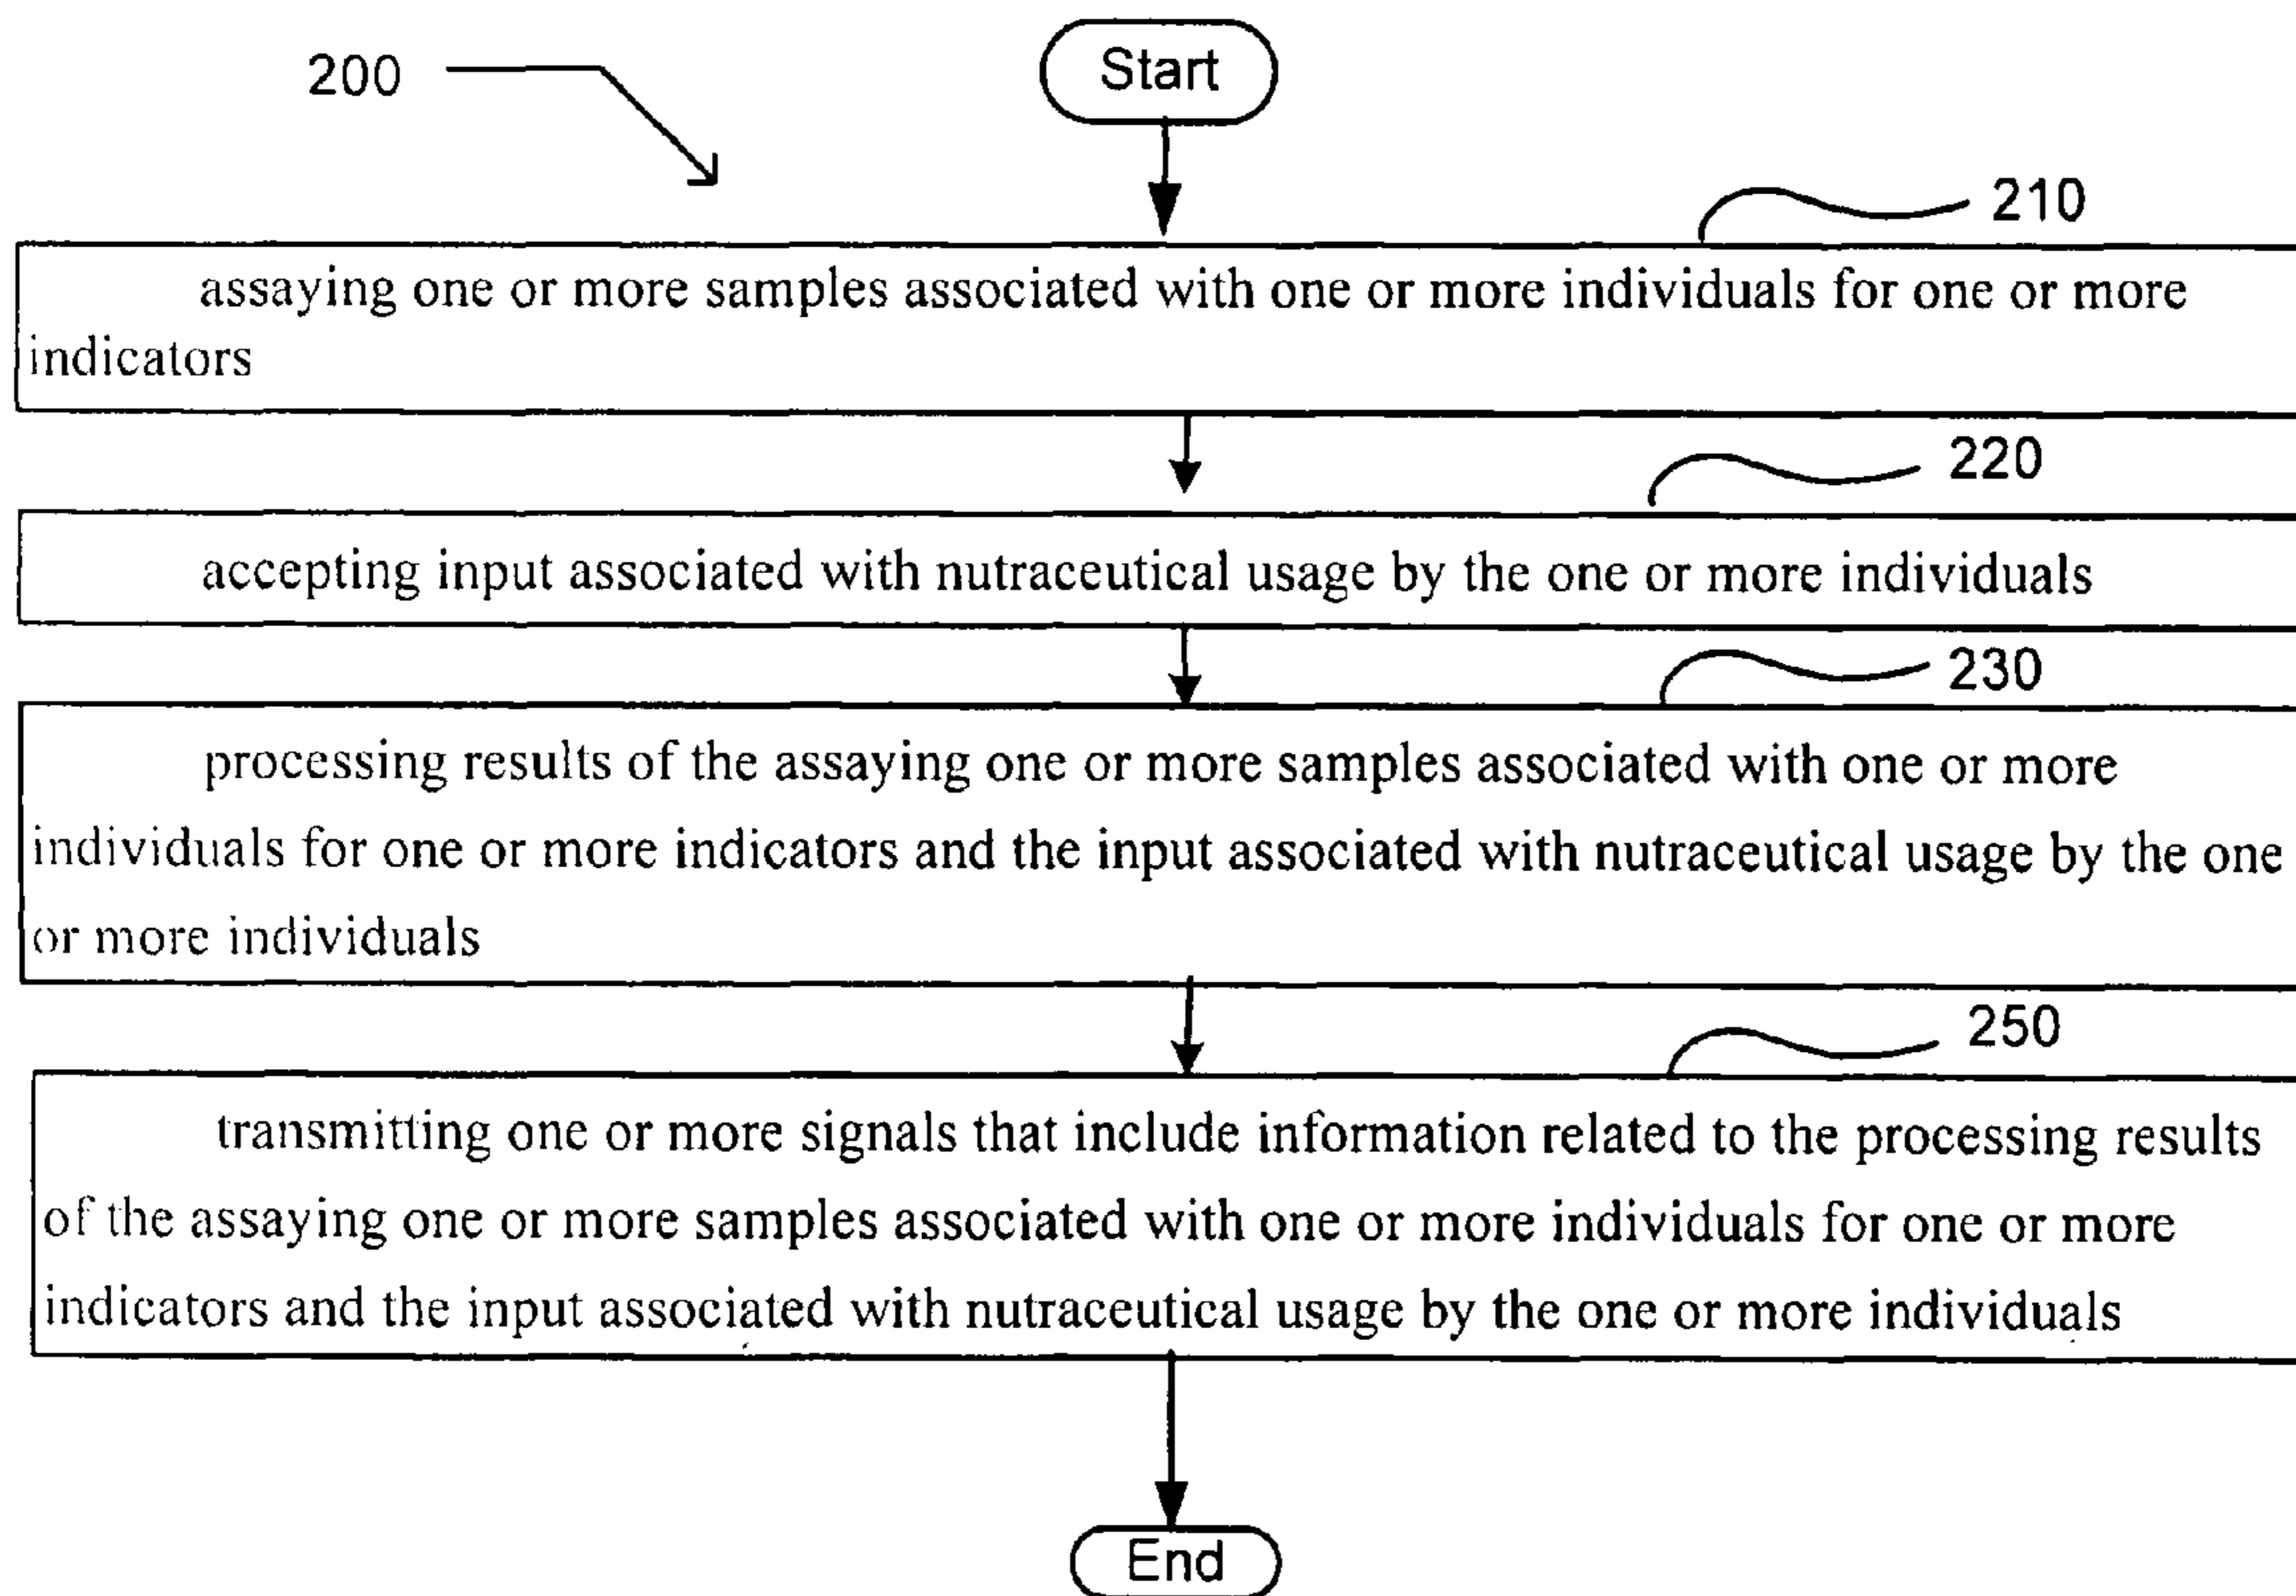 200
Start
210
assaying one or more samples associated with one or more individuals for one or more
indicators
220
accepting input associated with nutraceutical usage by the one or more individuals
230
processing results of the assaying one or more samples associated with one or more
individuals for one or more indicators and the input associated with nutraceutical usage by the one
or more individuals
250
transmitting one or more signals that include information related to the processing results
of the assaying one or more samples associated with one or more individuals for one or more
indicators and the input associated with nutraceutical usage by the one or more individuals
End